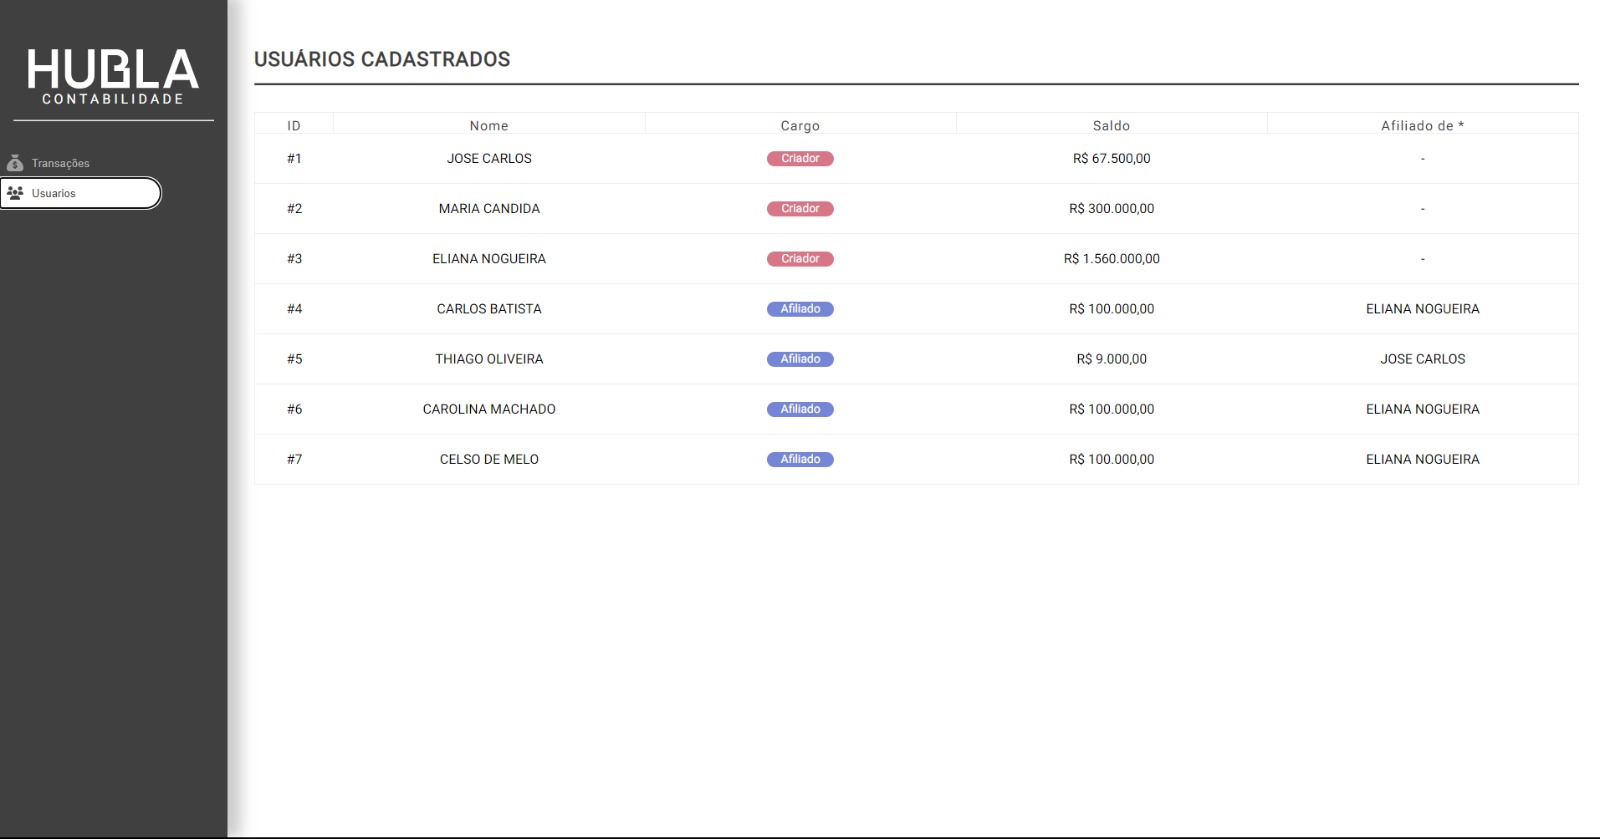 HUBLA
CONTABILIDADE
Transações
Usuarios
USUÁRIOS CADASTRADOS
ID Nome Cargo Saldo Afiliado de *
#1 JOSE CARLOS Criador R$ 67.500,00 -
#2 MARIA CANDIDA Criador R$ 300.000,00 -
#3 ELIANA NOGUEIRA Criador R$ 1.560.000,00 -
#4 CARLOS BATISTA Afiliado R$ 100.000,00 ELIANA NOGUEIRA
#5 THIAGO OLIVEIRA Afiliado R$ 9.000,00 JOSE CARLOS
#6 CAROLINA MACHADO Afiliado R$ 100.000,00 ELIANA NOGUEIRA
#7 CELSO DE MELO Afiliado R$ 100.000,00 ELIANA NOGUEIRA